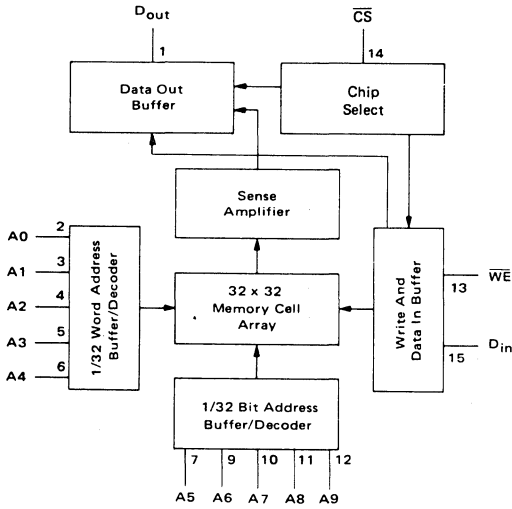 Dout
CS
1
14
Data Out
Buffer
Chip
Select
Sense
Amplifier
A0 2
A1 3
A2 4
A3 5
A4 6
1/32 Word Address
Buffer/Decoder
32 x 32
Memory Cell
Array
Write And
Data In Buffer
WE
13
Din
15
1/32 Bit Address
Buffer/Decoder
7 9 10 11 12
A5 A6 A7 A8 A9